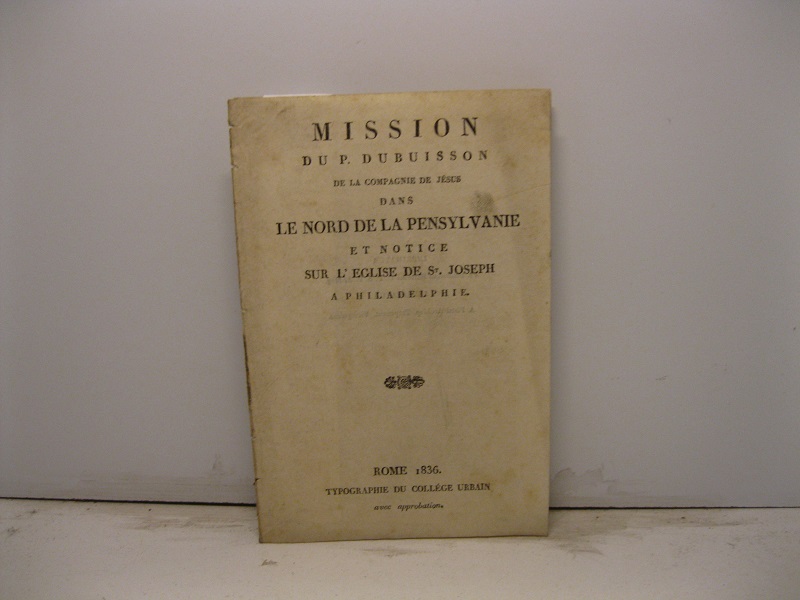 MISSION
DU P. DUBUISSON
DE LA COMPAGNIE DE JÉSUS
DANS
LE NORD DE LA PENSYLVANIE
ET NOTICE
SUR L'EGLISE DE St. JOSEPH
A PHILADELPHIE.
ROME 1836.
TYPOGRAPHIE DU COLLÉGE URBAIN
avec approbation.